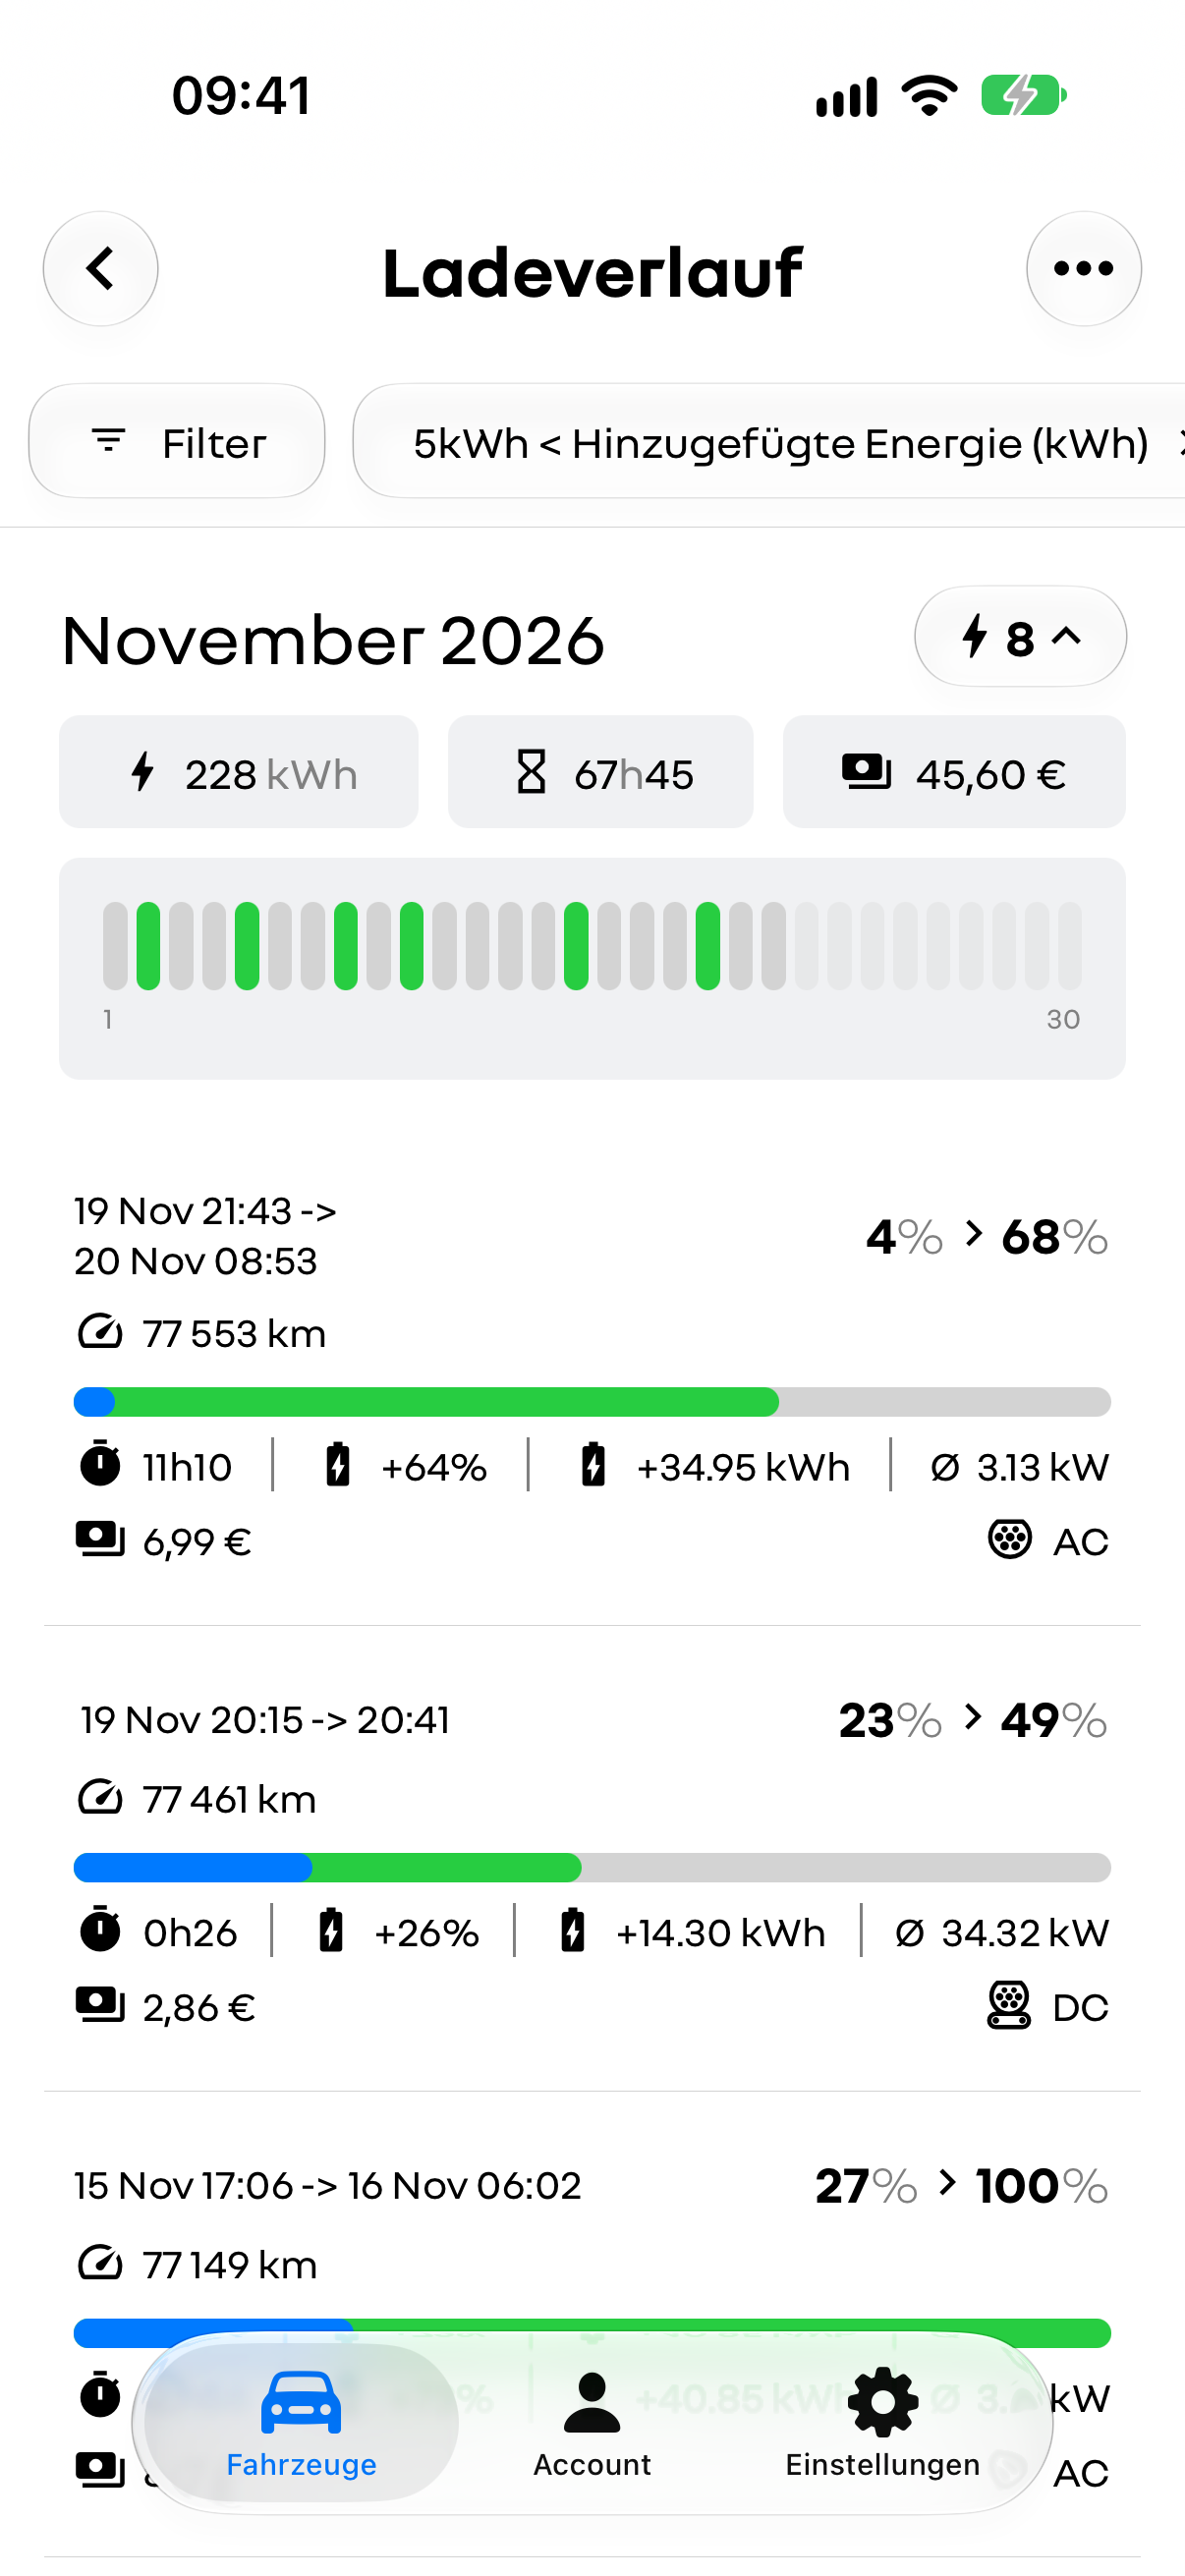 09:41
Ladeverlauf
Filter
5kWh < Hinzugefügte Energie (kWh)
November 2026
8
228 kWh
67h45
45,60 €
1
30
19 Nov 21:43 ->
20 Nov 08:53
4% > 68%
77 553 km
11h10
+64%
+34.95 kWh
Ø 3.13 kW
6,99 €
AC
19 Nov 20:15 -> 20:41
23% > 49%
77 461 km
0h26
+26%
+14.30 kWh
Ø 34.32 kW
2,86 €
DC
15 Nov 17:06 -> 16 Nov 06:02
27% > 100%
77 149 km
+40.85 kWh
kW
AC
Fahrzeuge
Account
Einstellungen